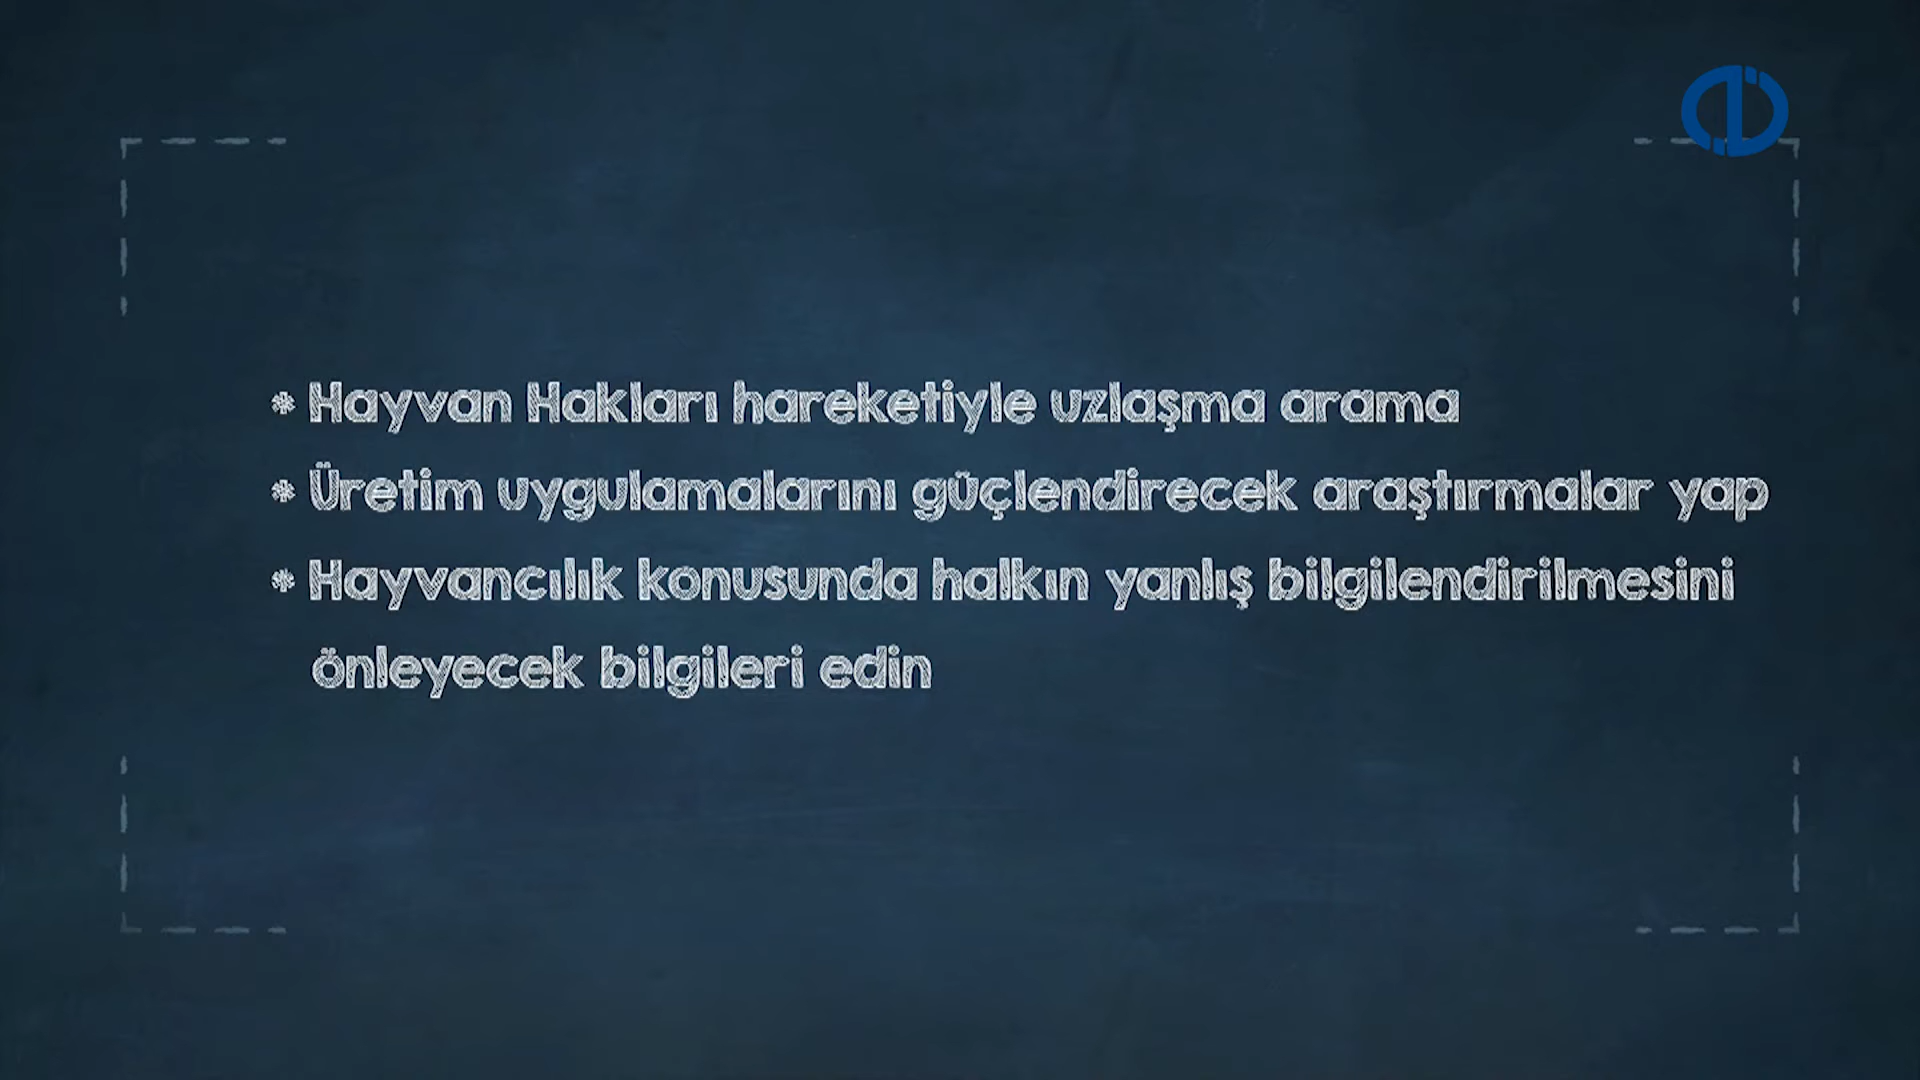 * Hayvan Hakları hareketiyle uzlaşma arama
* Üretim uygulamalarını güçlendirecek araştırmalar yap
* Hayvancılık konusunda halkın yanlış bilgilendirilmesini
önleyecek bilgileri edin